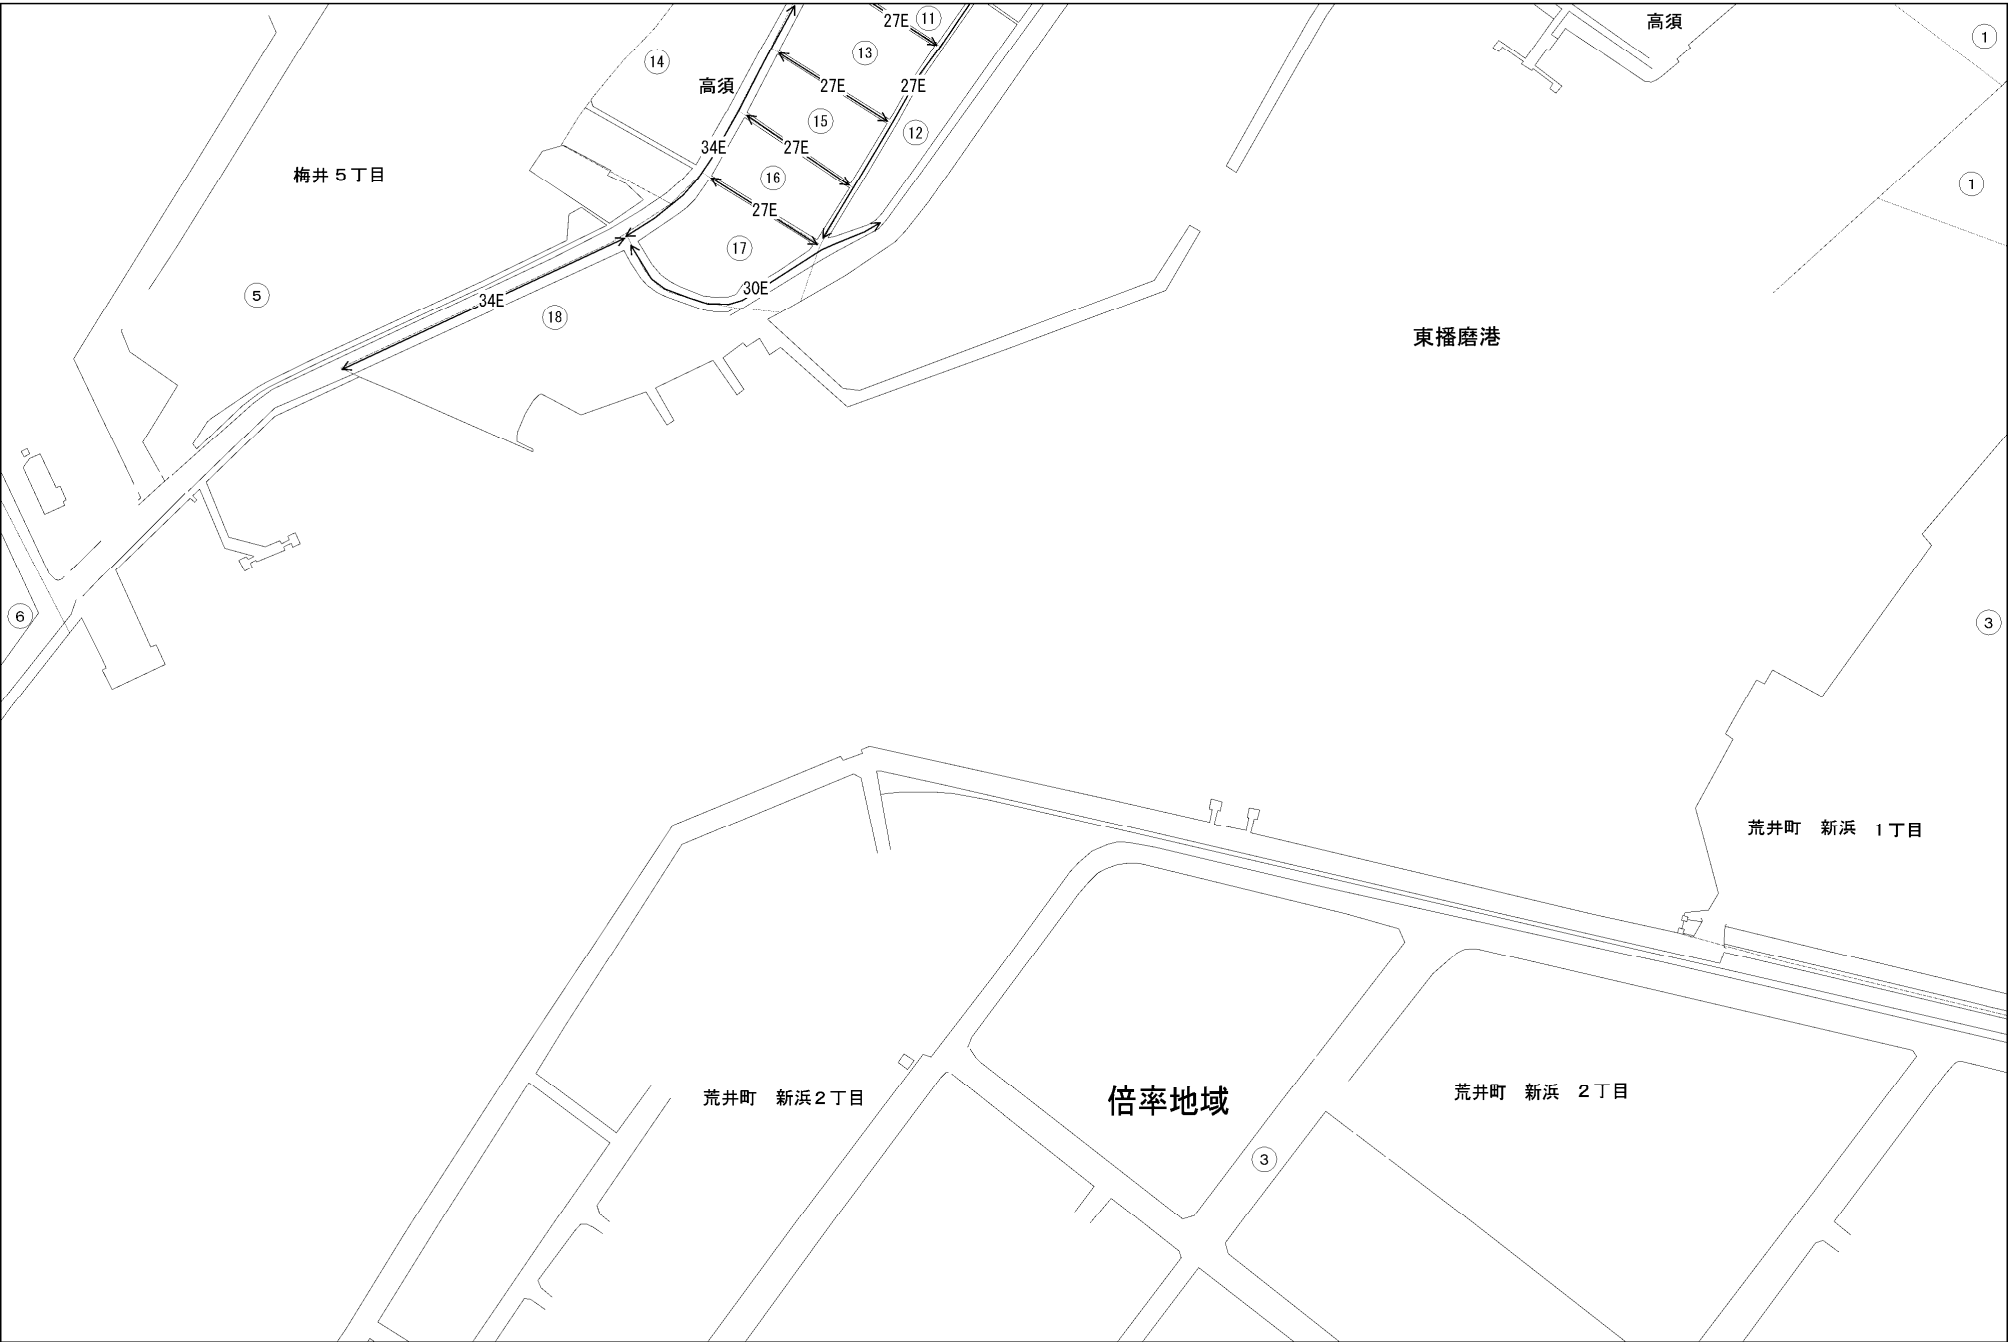 27E
⑪
高須
①
⑬
⑭
高須
27E
27E
⑮
⑫
34E
27E
梅井５丁目
⑯
①
27E
⑰
30E
⑤
34E
⑱
東播磨港
⑥
③
荒井町　新浜　１丁目
荒井町　新浜２丁目
倍率地域
荒井町　新浜　２丁目
③